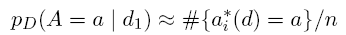 p_D(A = a | d_1) ≈ #{a_i^*(d) = a}/n